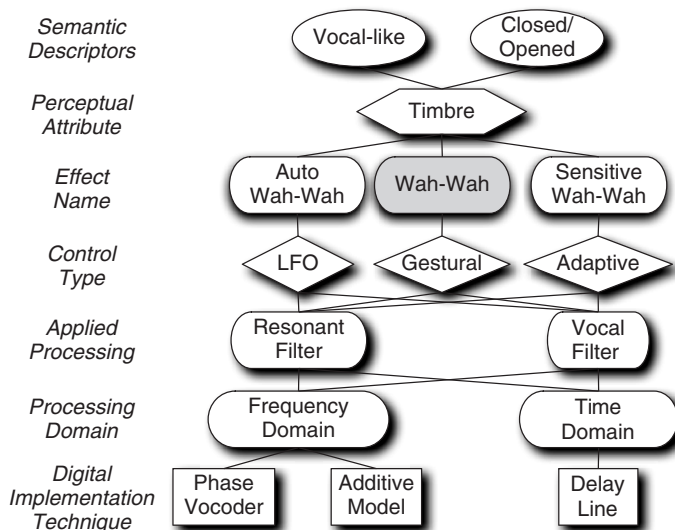 Semantic
Descriptors
Vocal-like
Closed/
Opened
Perceptual
Attribute
Timbre
Effect
Name
Auto
Wah-Wah
Wah-Wah
Sensitive
Wah-Wah
Control
Type
LFO
Gestural
Adaptive
Applied
Processing
Resonant
Filter
Vocal
Filter
Processing
Domain
Frequency
Domain
Time
Domain
Digital
Implementation
Technique
Phase
Vocoder
Additive
Model
Delay
Line